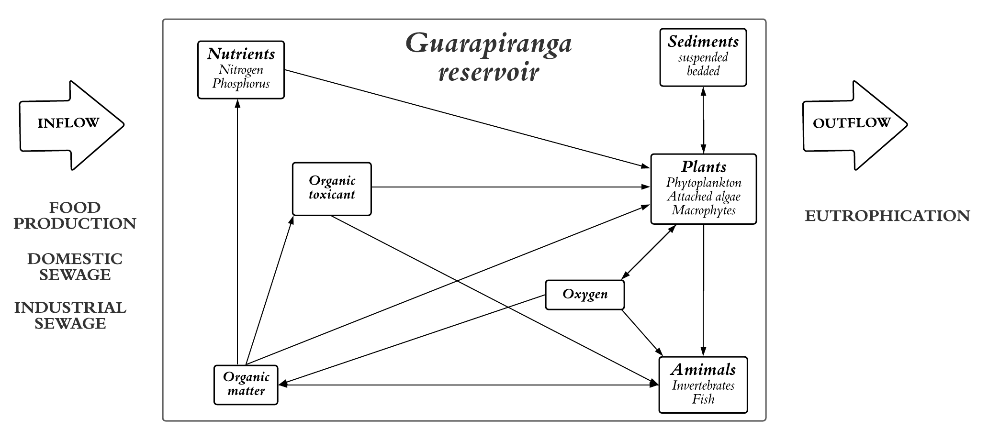 Guarapiranga
reservoir
INFLOW
FOOD
PRODUCTION
DOMESTIC
SEWAGE
INDUSTRIAL
SEWAGE
Nutrients
Nitrogen
Phosphorus
Organic
toxicant
Organic
matter
Sediments
suspended
bedded
Plants
Phytoplankton
Attached algae
Macrophytes
Oxygen
Amimals
Invertebrates
Fish
OUTFLOW
EUTROPHICATION